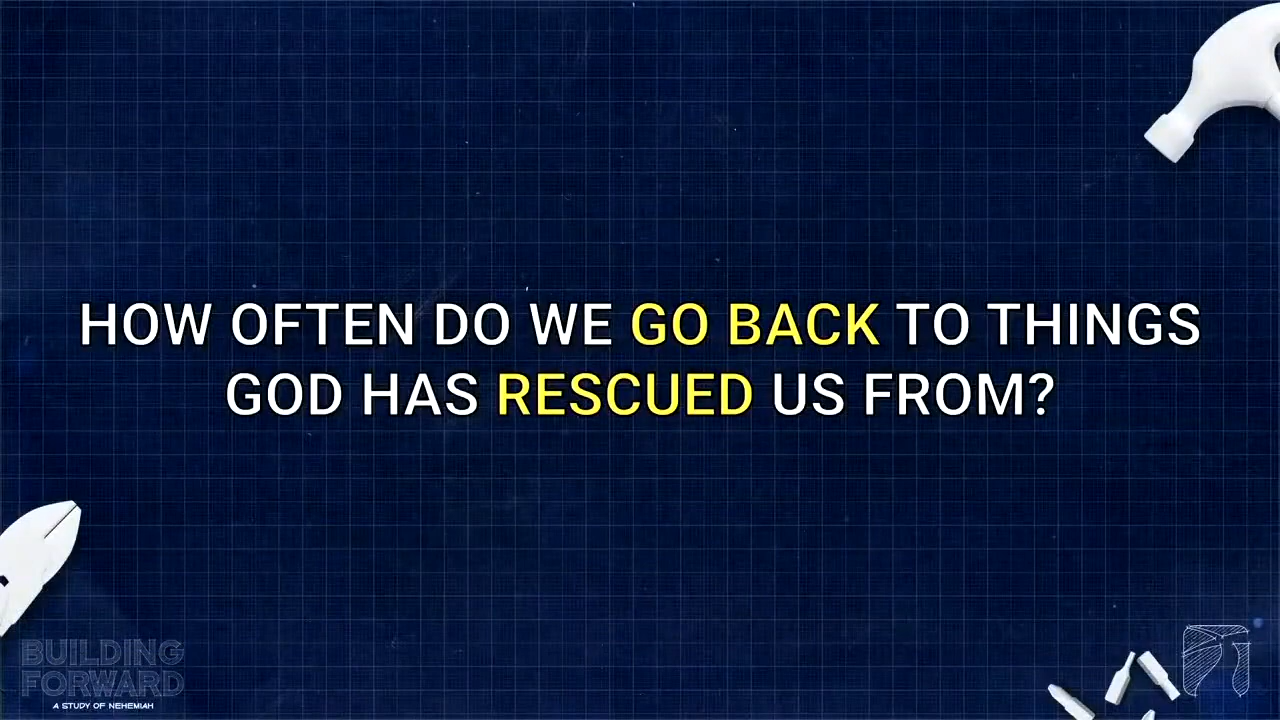 HOW OFTEN DO WE GO BACK TO THINGS
GOD HAS RESCUED US FROM?
BUILDING
FORWARD
A STUDY OF NEHEMIAH